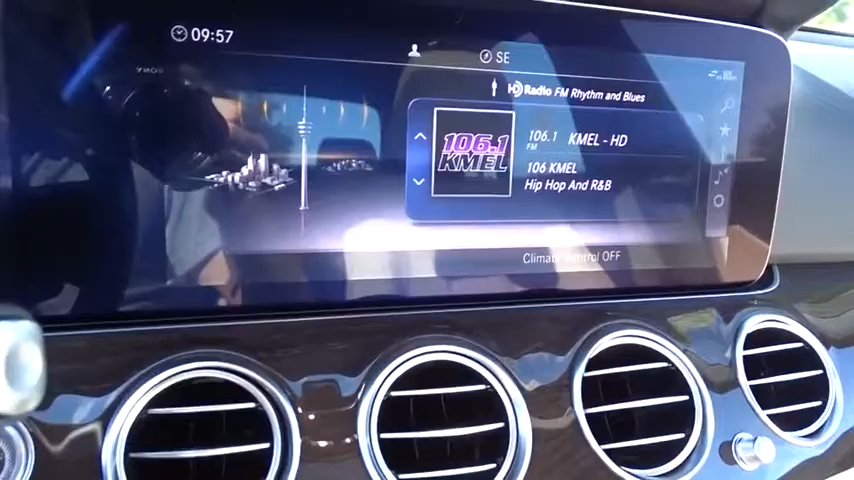 09:57
SE
HD Radio FM Rhythm and Blues
106.1
KMEL
106.1 KMEL - HD
FM
106 KMEL
Hip Hop And R&B
Climate Control OFF